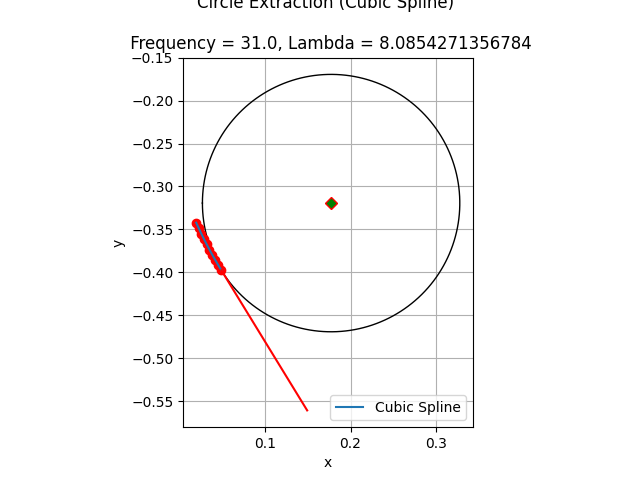 Circle Extraction (Cubic Spline)
Frequency = 31.0, Lambda = 8.0854271356784
−0.15
−0.20
−0.25
−0.30
−0.35
−0.40
−0.45
−0.50
−0.55
y
Cubic Spline
0.1 0.2 0.3
x